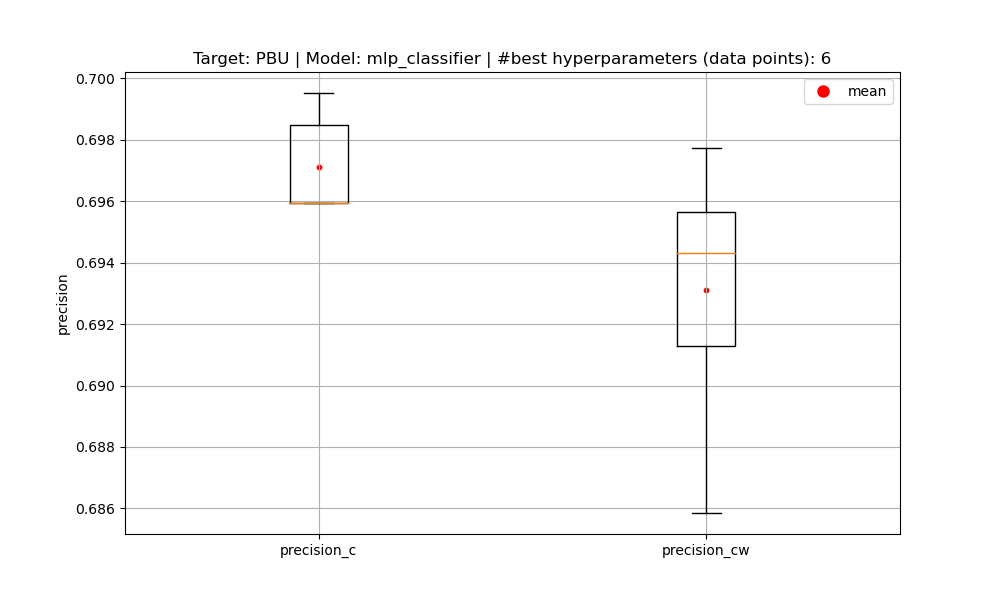 Target: PBU | Model: mlp_classifier | #best hyperparameters (data points): 6
mean
0.700
0.698
0.696
0.694
0.692
0.690
0.688
0.686
precision
precision_c
precision_cw